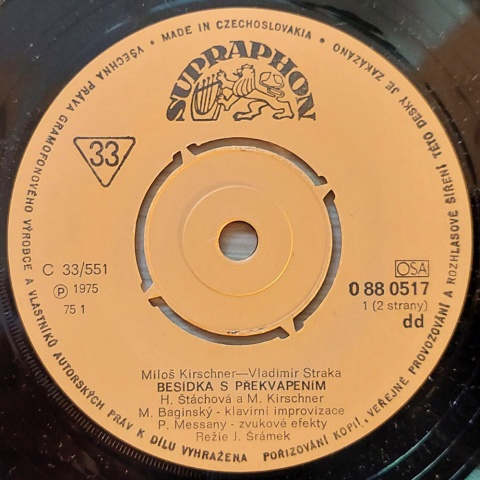 VŠECHNA PRÁVA GRAMOFONOVÉHO VÝROBCE A VLASTNÍKŮ AUTORSKÝCH PRÁV K DÍLU VYHRAŽENA
POŘIZOVÁNÍ KOPIÍ, VEŘEJNÉ PROVOZOVÁNÍ A ROZHLASOVÉ ŠÍŘENÍ TÉTO DESKY JE ZAKÁZÁNO
• MADE IN CZECHOSLOVAKIA •
SUPRAPHON
33
C 33/551
Ⓟ 1975
75 1
OSA
0 88 0517
1 (2 strany)
dd
Miloš Kirschner—Vladimír Straka
BESÍDKA S PŘEKVAPENÍM
H. Štáchová a M. Kirschner
M. Baginský - klavírní improvizace
P. Messany - zvukové efekty
Režie J. Šrámek